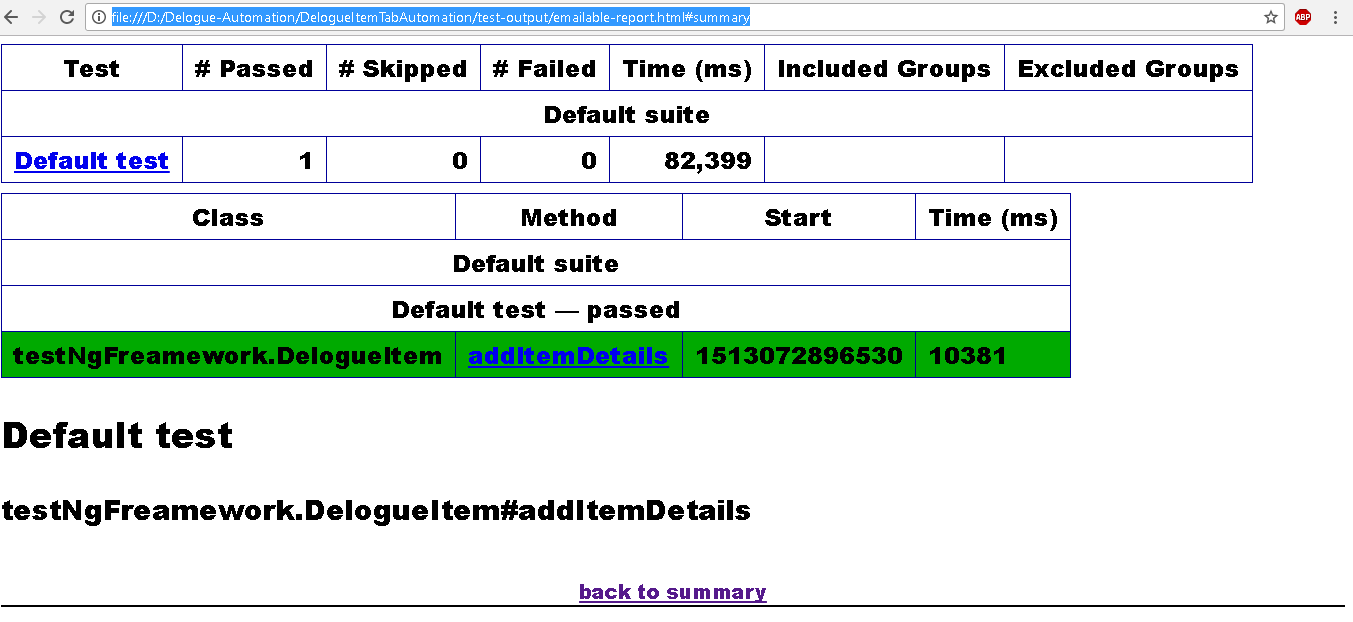 file:///D:/Delogue-Automation/DelogueItemTabAutomation/test-output/emailable-report.html#summary
ABP
Test # Passed # Skipped # Failed Time (ms) Included Groups Excluded Groups
Default suite
Default test 1 0 0 82,399
Class Method Start Time (ms)
Default suite
Default test — passed
testNgFreamework.DelogueItem addItemDetails 1513072896530 10381
Default test
testNgFreamework.DelogueItem#addItemDetails
back to summary